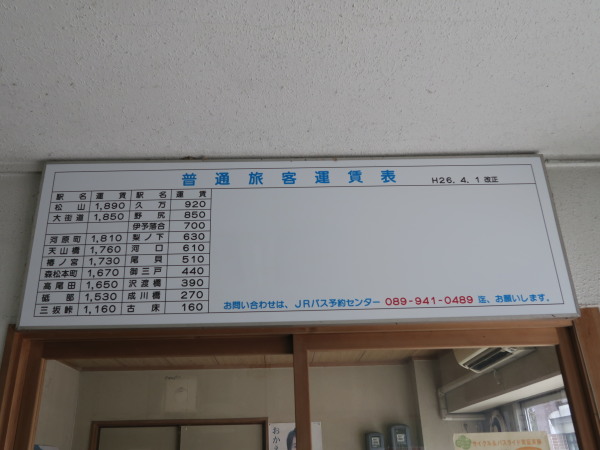 普通旅客運賃表
H26.4.1改正
駅名 運賃 駅名 運賃
松山 1,890 久万 920
大街道 1,850 野尻 850
伊予落合 700
河原町 1,810 梨ノ下 630
天山橋 1,760 河口 610
椿ノ宮 1,730 尾貝 510
森松本町 1,670 御三戸 440
高尾田 1,650 沢渡橋 390
砥部 1,530 成川橋 270
三坂峠 1,160 古床 160
お問い合わせは、JRバス予約センター 089-941-0489 迄、お願いします。
おかえ